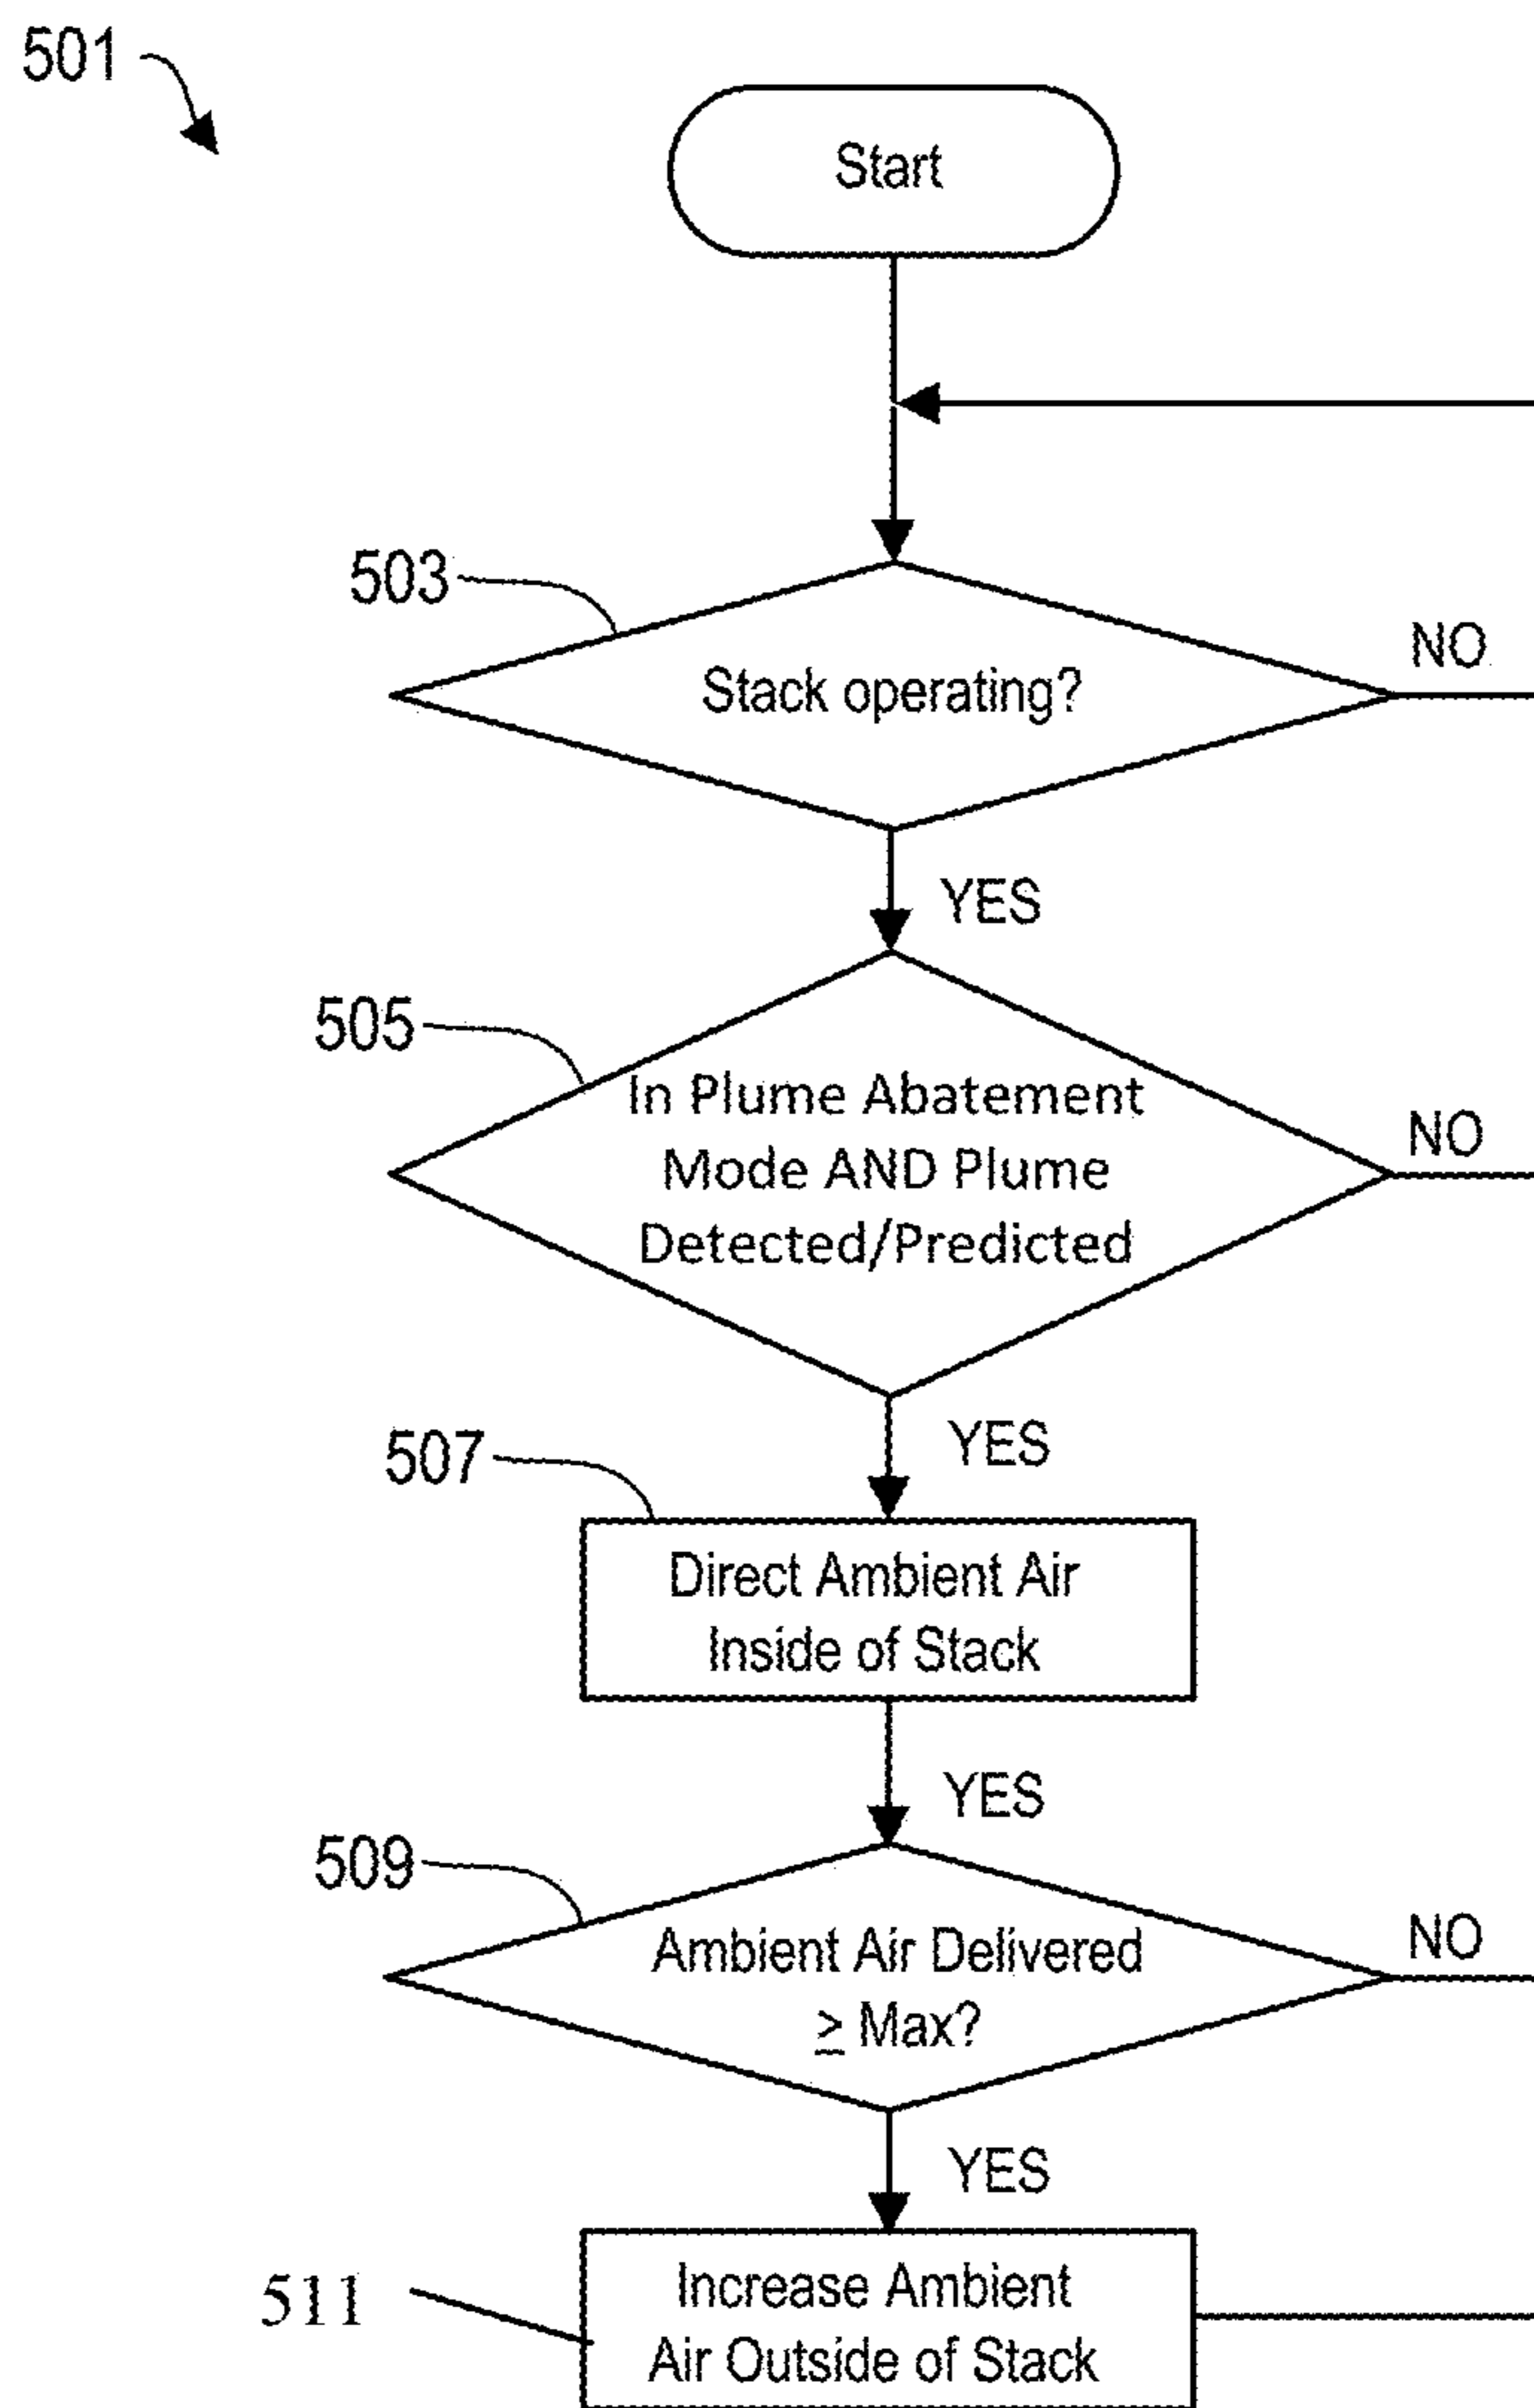 501
Start
503
Stack operating?
NO
YES
505
In Plume Abatement
Mode AND Plume
Detected/Predicted
NO
YES
507
Direct Ambient Air
Inside of Stack
YES
509
Ambient Air Delivered
≥ Max?
NO
YES
511
Increase Ambient
Air Outside of Stack